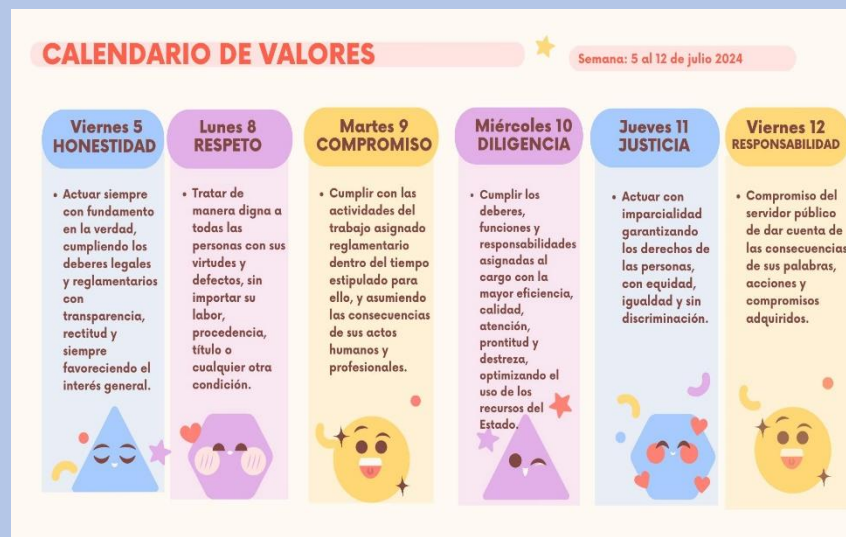 CALENDARIO DE VALORES
Semana: 5 al 12 de julio 2024
Viernes 5
HONESTIDAD
• Actuar siempre
con fundamento
en la verdad,
cumpliendo los
deberes legales
y reglamentarios
con
transparencia,
rectitud y
siempre
favoreciendo el
interés general.
Lunes 8
RESPETO
• Tratar de
manera digna a
todas las
personas con sus
virtudes y
defectos, sin
importar su
labor,
procedencia,
título o
cualquier otra
condición.
Martes 9
COMPROMISO
• Cumplir con las
actividades del
trabajo asignado
reglamentario
dentro del tiempo
estipulado para
ello, y asumiendo
las consecuencias
de sus actos
humanos y
profesionales.
Miércoles 10
DILIGENCIA
• Cumplir los
deberes,
funciones y
responsabilidades
asignadas al
cargo con la
mayor eficiencia,
calidad,
atención,
prontitud y
destreza,
optimizando el
uso de los
recursos del
Estado.
Jueves 11
JUSTICIA
• Actuar con
imparcialidad
garantizando
los derechos de
las personas,
con equidad,
igualdad y sin
discriminación.
Viernes 12
RESPONSABILIDAD
• Compromiso del
servidor público
de dar cuenta de
las consecuencias
de sus palabras,
acciones y
compromisos
adquiridos.